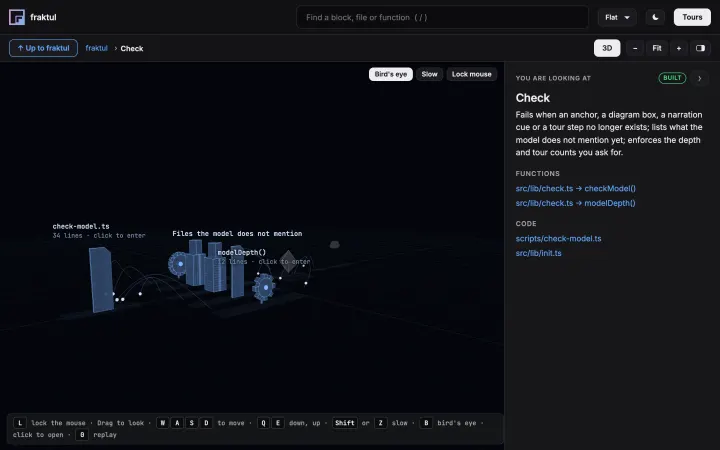 fraktul
Find a block, file or function ( / )
Flat
Tours
↑ Up to fraktul
fraktul › Check
3D
−
Fit
+
Bird's eye
Slow
Lock mouse
check-model.ts
34 lines · click to enter
Files the model does not mention
modelDepth()
12 lines · click to enter
L lock the mouse · Drag to look · W A S D to move · Q E down, up · Shift or Z slow · B bird's eye ·
click to open · 0 replay
YOU ARE LOOKING AT
BUILT
Check
Fails when an anchor, a diagram box, a narration
cue or a tour step no longer exists; lists what the
model does not mention yet; enforces the depth
and tour counts you ask for.
FUNCTIONS
src/lib/check.ts → checkModel()
src/lib/check.ts → modelDepth()
CODE
scripts/check-model.ts
src/lib/init.ts